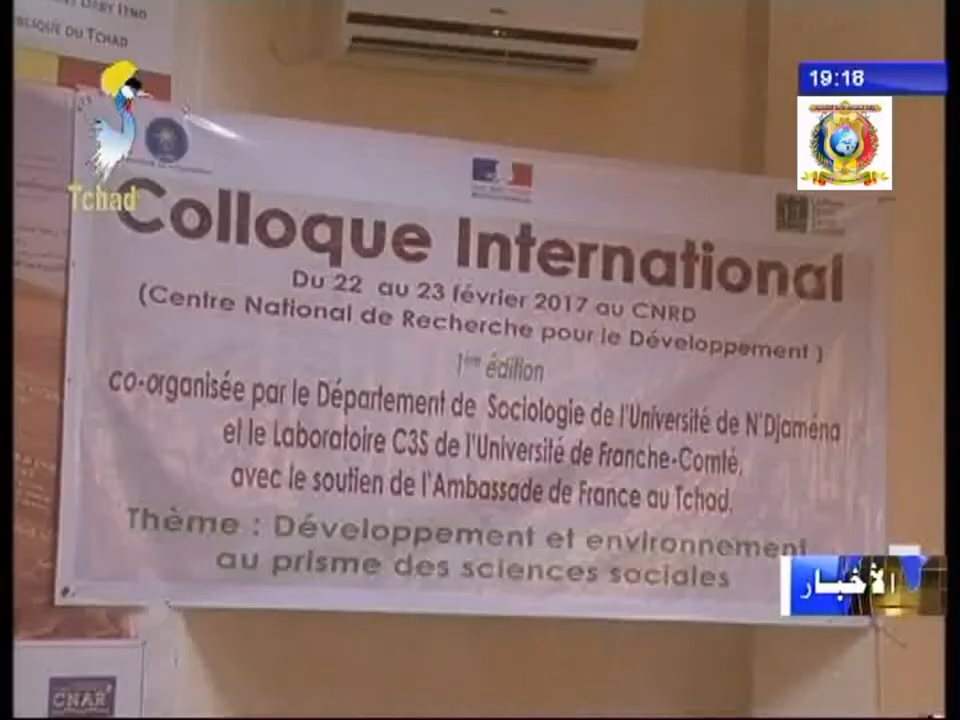 BLIQUE DU TCHAD
19:18
Tchad
Colloque International
Du 22 au 23 février 2017 au CNRD
(Centre National de Recherche pour le Développement)
1ère édition
co-organisée par le Département de Sociologie de l'Université de N'Djaména
et le Laboratoire C3S de l'Université de Franche-Comté,
avec le soutien de l'Ambassade de France au Tchad.
Thème : Développement et environnement
au prisme des sciences sociales
الأخبار
CNAR